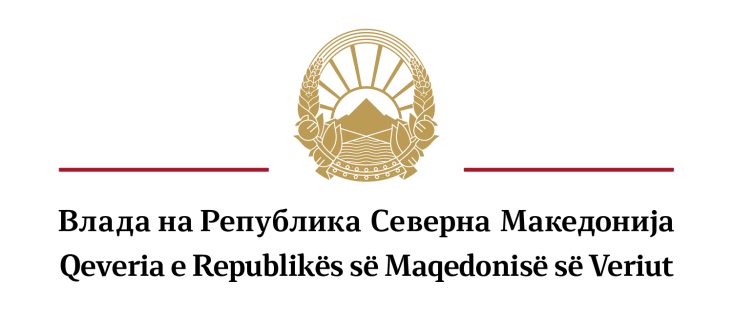 Влада на Република Северна Македонија
Qeveria e Republikës së Maqedonisë së Veriut